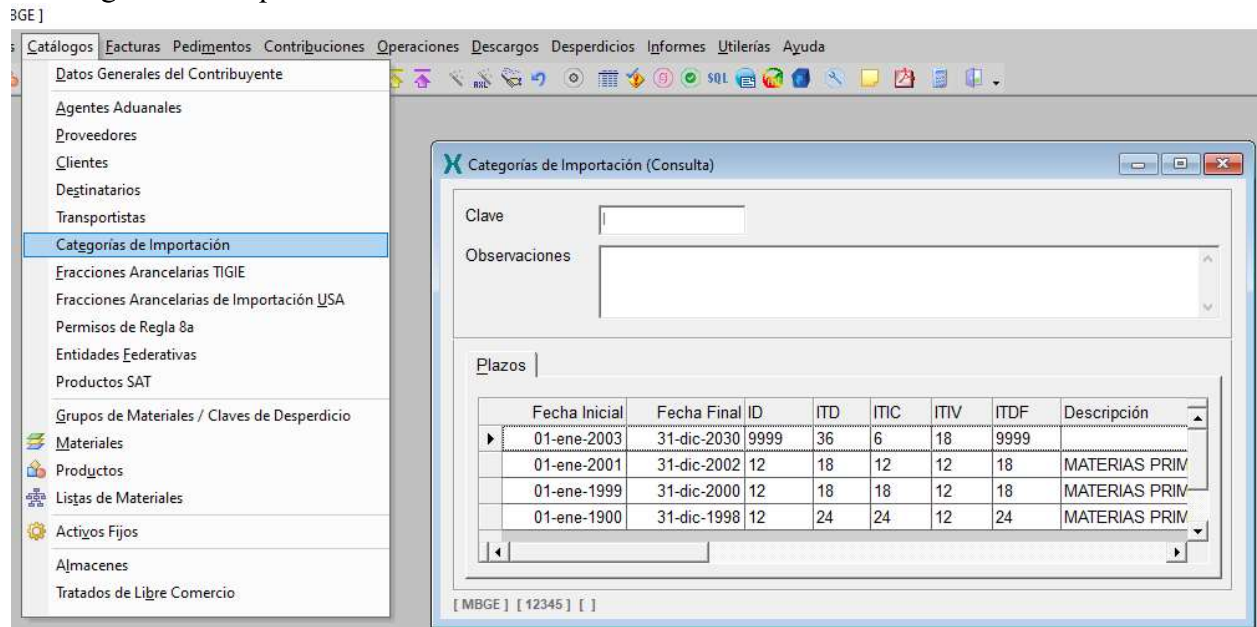 BGE ]
Catálogos Facturas Pedimentos Contribuciones Operaciones Descargos Desperdicios Informes Utilerías Ayuda
SQL
Datos Generales del Contribuyente
Agentes Aduanales
Proveedores
Clientes
Destinatarios
Transportistas
Categorías de Importación
Fracciones Arancelarias TIGIE
Fracciones Arancelarias de Importación USA
Permisos de Regla 8a
Entidades Federativas
Productos SAT
Grupos de Materiales / Claves de Desperdicio
Materiales
Productos
Listas de Materiales
Activos Fijos
Almacenes
Tratados de Libre Comercio
Categorías de Importación (Consulta)
Clave
Observaciones
Plazos
Fecha Inicial Fecha Final ID ITD ITIC ITIV ITDF Descripción
01-ene-2003 31-dic-2030 9999 36 6 18 9999
01-ene-2001 31-dic-2002 12 18 12 12 18 MATERIAS PRIM
01-ene-1999 31-dic-2000 12 18 18 12 18 MATERIAS PRIM
01-ene-1900 31-dic-1998 12 24 24 12 24 MATERIAS PRIM
[ MBGE ] [ 12345 ] [ ]